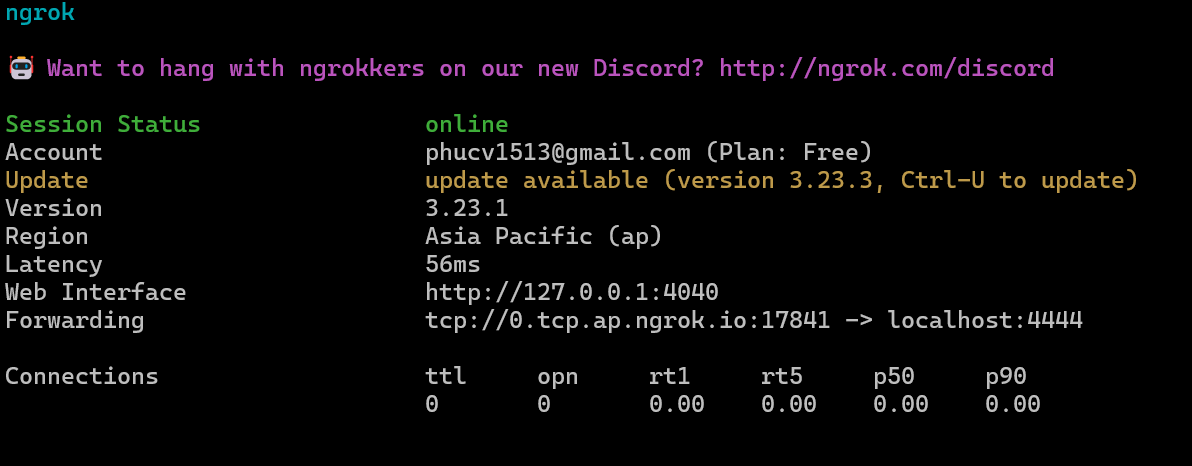 ngrok
Want to hang with ngrokkers on our new Discord? http://ngrok.com/discord
Session Status online
Account phucv1513@gmail.com (Plan: Free)
Update update available (version 3.23.3, Ctrl-U to update)
Version 3.23.1
Region Asia Pacific (ap)
Latency 56ms
Web Interface http://127.0.0.1:4040
Forwarding tcp://0.tcp.ap.ngrok.io:17841 -> localhost:4444
Connections ttl opn rt1 rt5 p50 p90
0 0 0.00 0.00 0.00 0.00